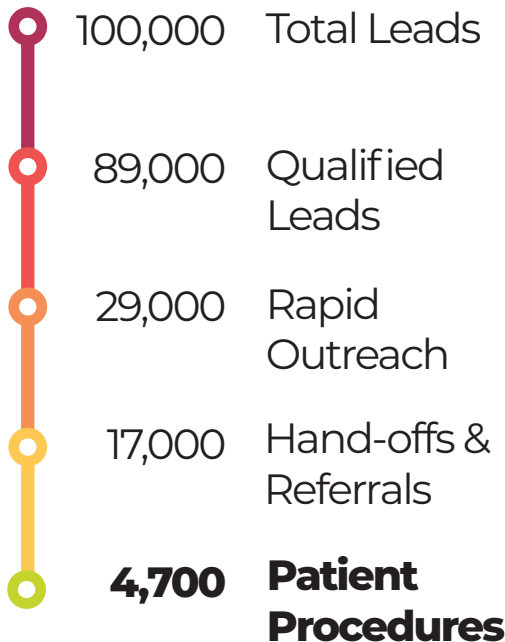 100,000 Total Leads
89,000 Qualified
Leads
29,000 Rapid
Outreach
17,000 Hand-offs &
Referrals
4,700 Patient
Procedures